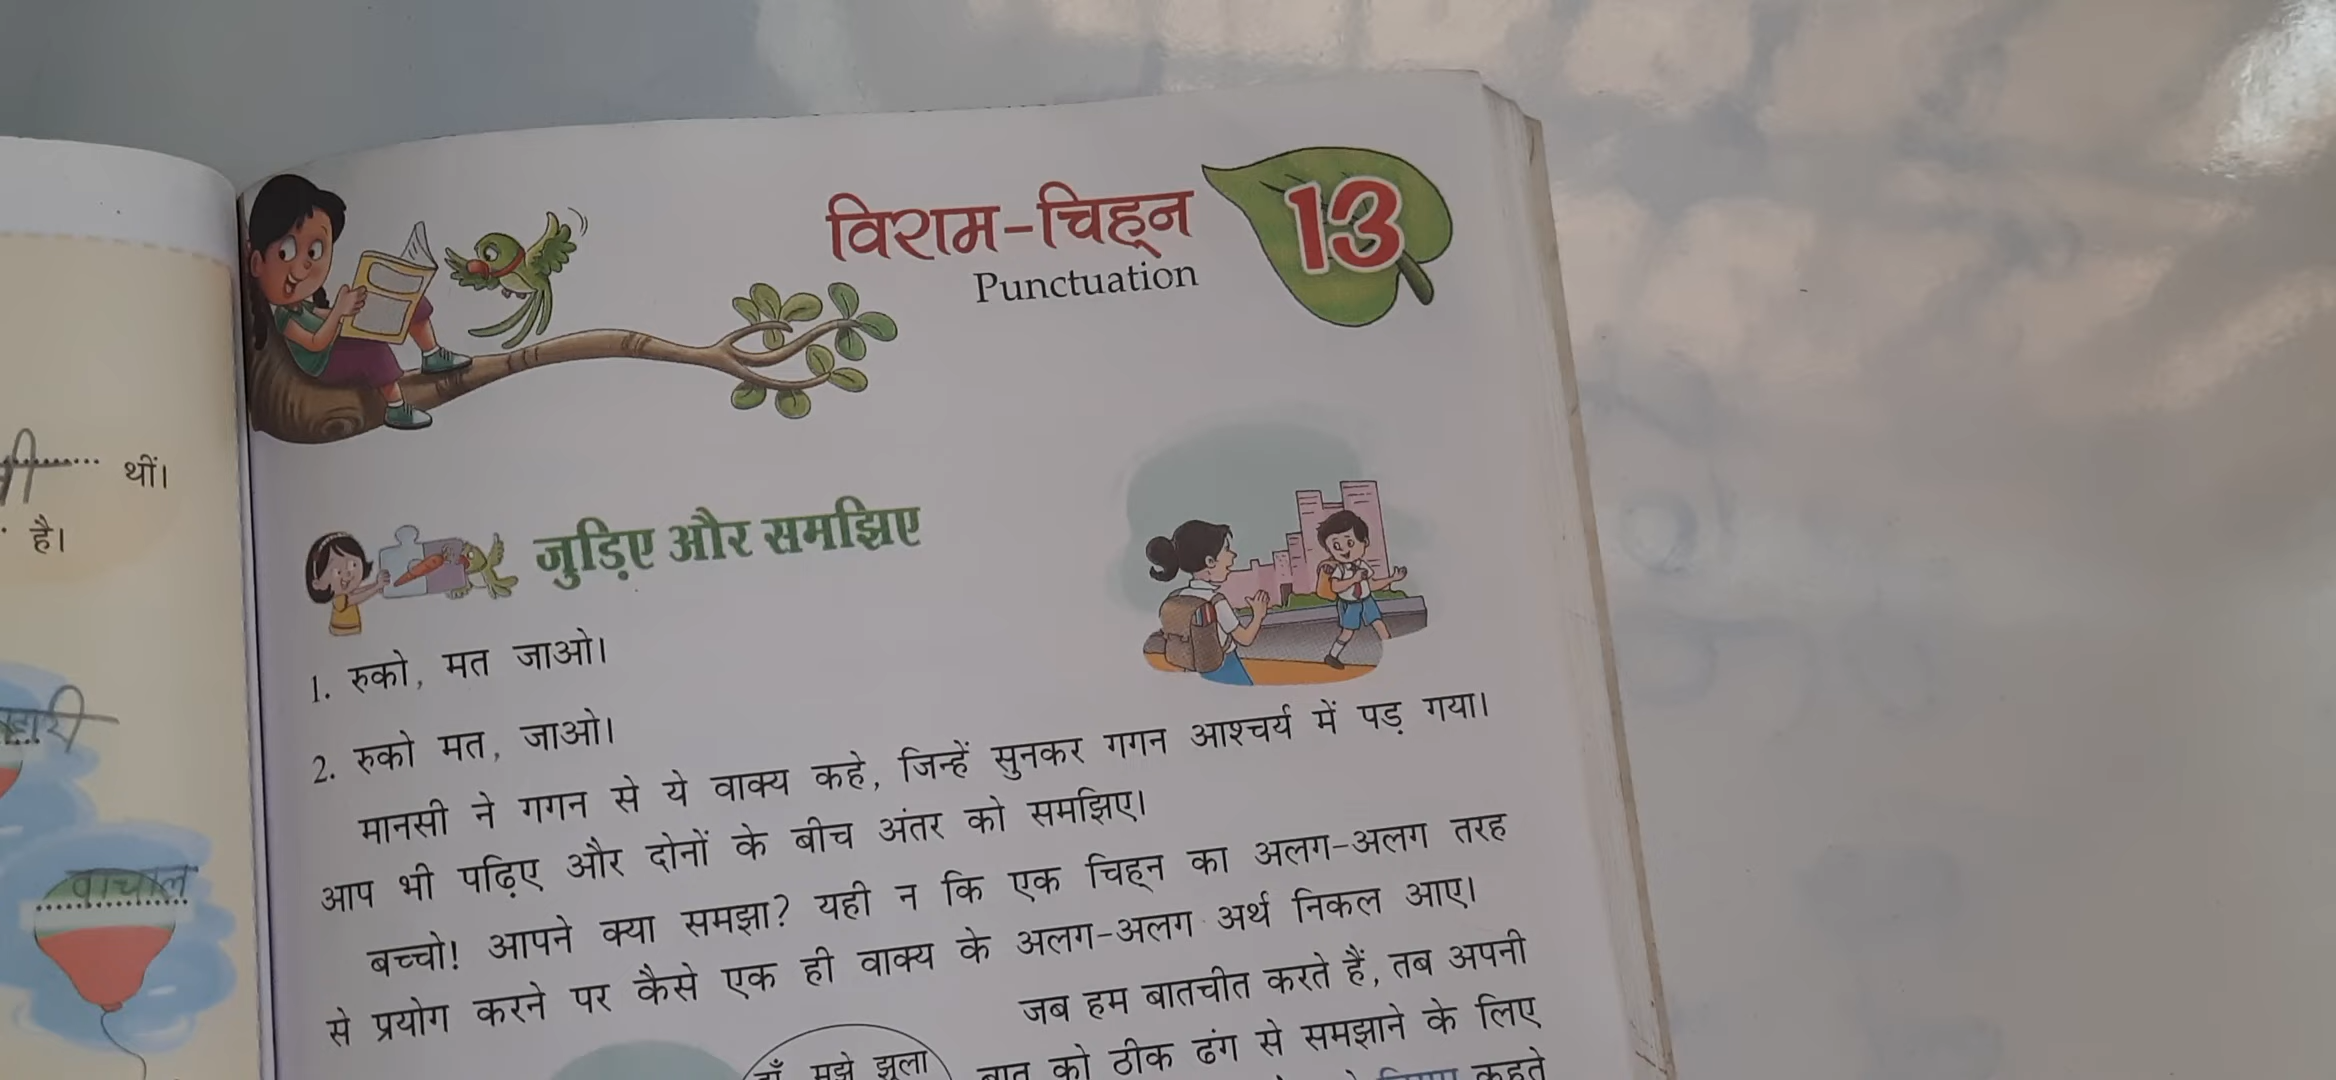 थीं।
है।
वाचाल
विराम-चिह्न
13
Punctuation
जुड़िए और समझिए
1. रुको, मत जाओ।
2. रुको मत, जाओ।
मानसी ने गगन से ये वाक्य कहे, जिन्हें सुनकर गगन आश्चर्य में पड़ गया।
आप भी पढ़िए और दोनों के बीच अंतर को समझिए।
बच्चो! आपने क्या समझा? यही न कि एक चिह्न का अलग-अलग तरह
से प्रयोग करने पर कैसे एक ही वाक्य के अलग-अलग अर्थ निकल आए।
जब हम बातचीत करते हैं, तब अपनी
बात को ठीक ढंग से समझाने के लिए
मुझे झूला
कहते